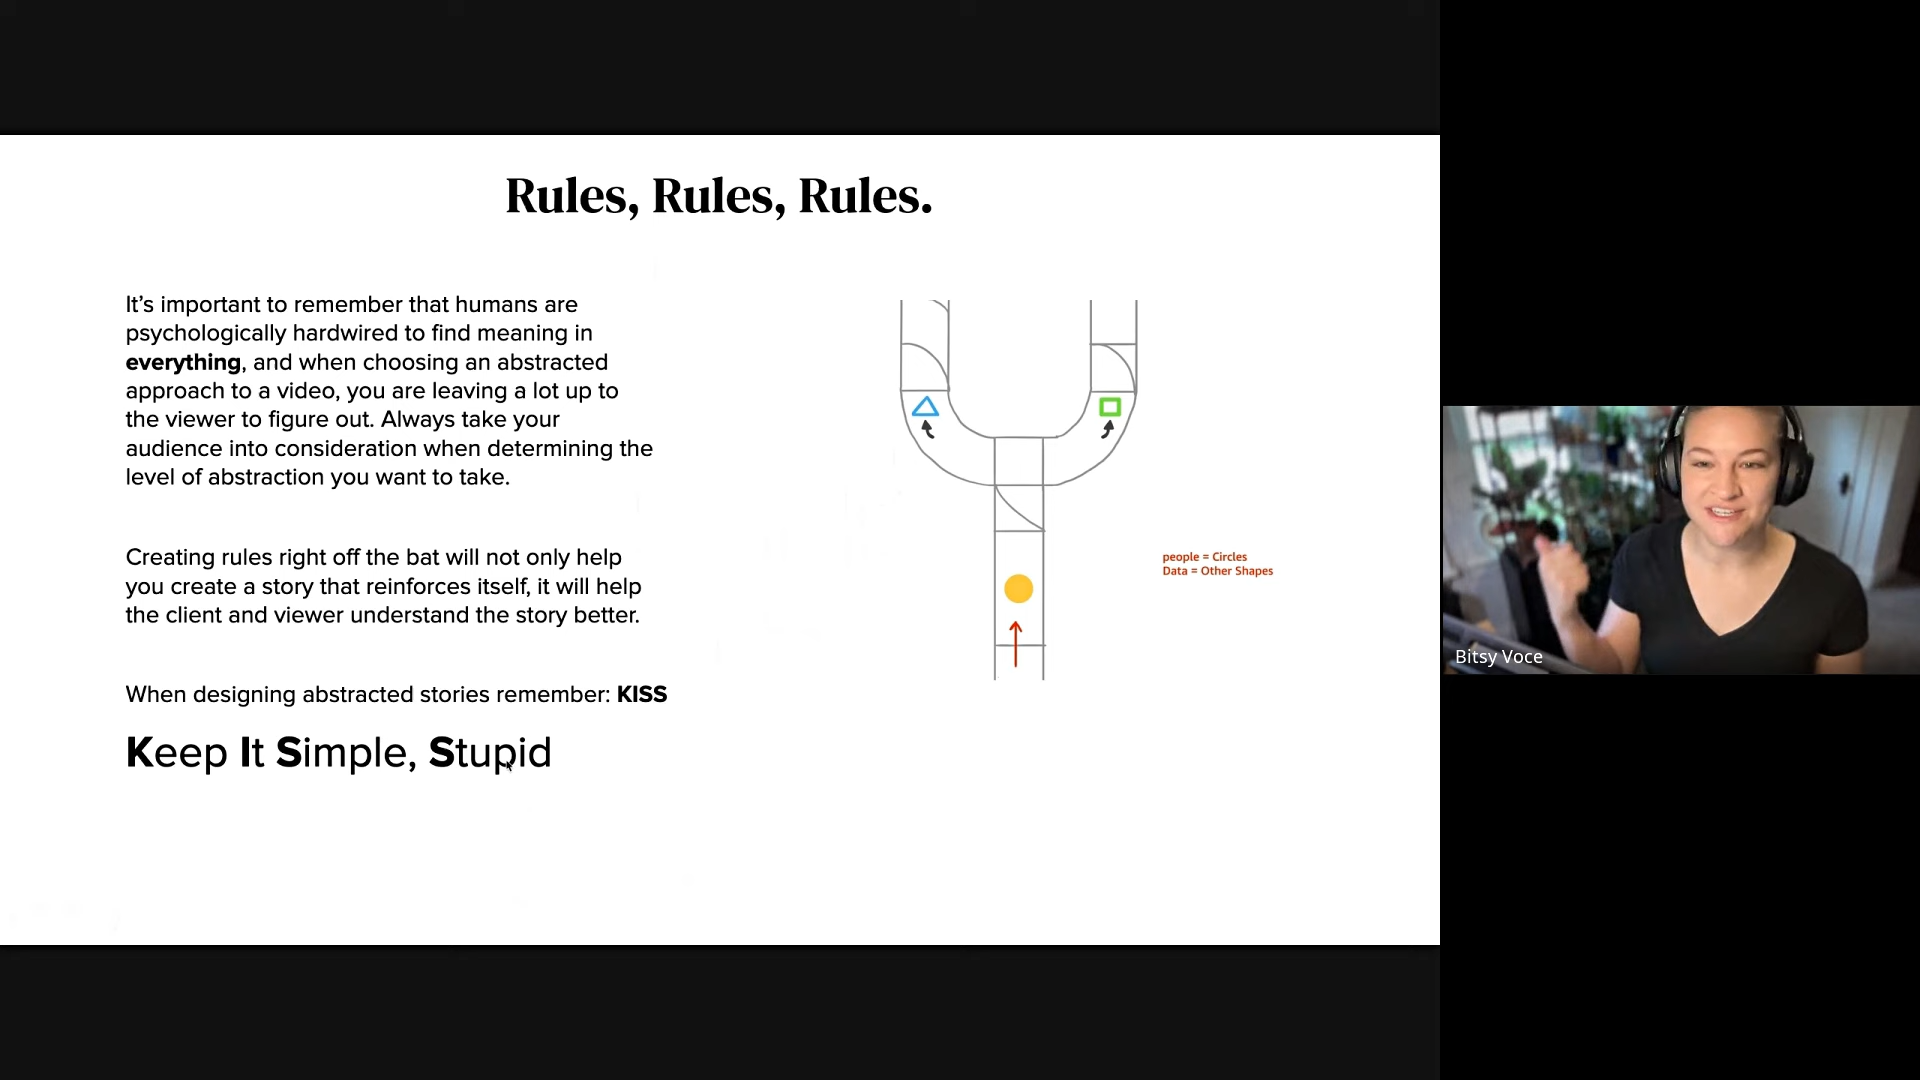 Rules, Rules, Rules.
It's important to remember that humans are
psychologically hardwired to find meaning in
everything, and when choosing an abstracted
approach to a video, you are leaving a lot up to
the viewer to figure out. Always take your
audience into consideration when determining the
level of abstraction you want to take.
Creating rules right off the bat will not only help
you create a story that reinforces itself, it will help
the client and viewer understand the story better.
When designing abstracted stories remember: KISS
Keep It Simple, Stupid
people = Circles
Data = Other Shapes
Bitsy Voce